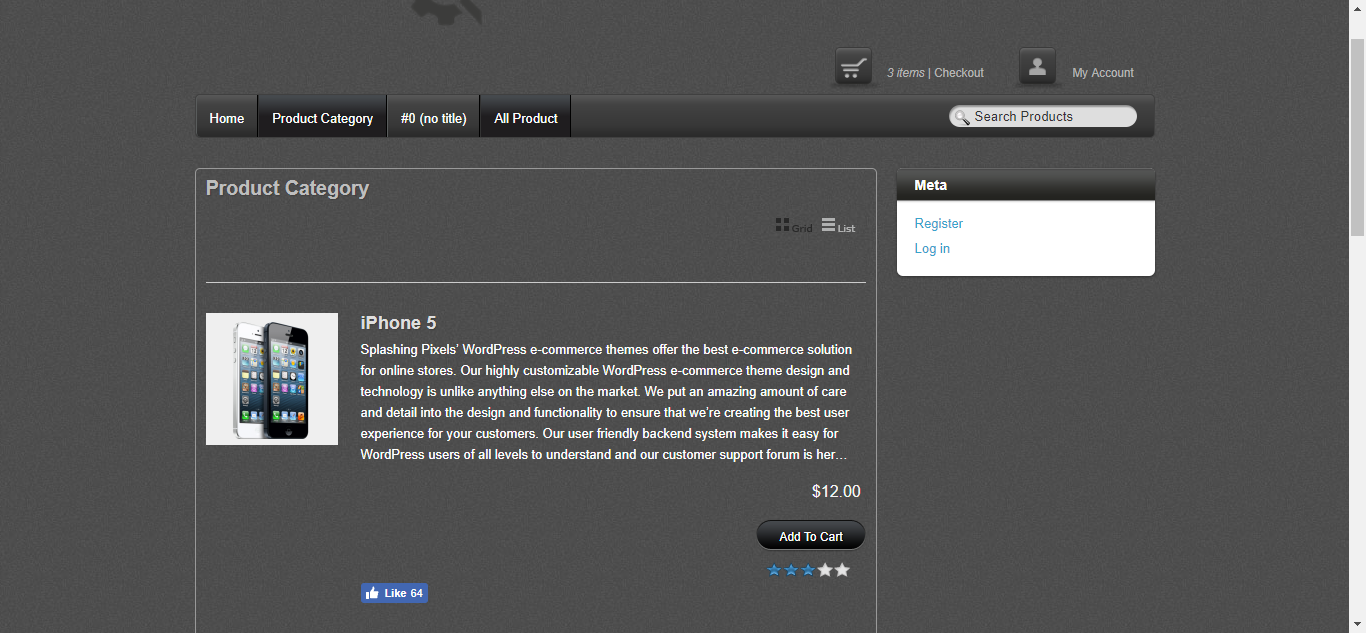 3 items | Checkout
My Account
Home
Product Category
#0 (no title)
All Product
Search Products
Product Category
Grid
List
Meta
Register
Log in
iPhone 5
Splashing Pixels’ WordPress e-commerce themes offer the best e-commerce solution
for online stores. Our highly customizable WordPress e-commerce theme design and
technology is unlike anything else on the market. We put an amazing amount of care
and detail into the design and functionality to ensure that we’re creating the best user
experience for your customers. Our user friendly backend system makes it easy for
WordPress users of all levels to understand and our customer support forum is her...
$12.00
Add To Cart
Like 64